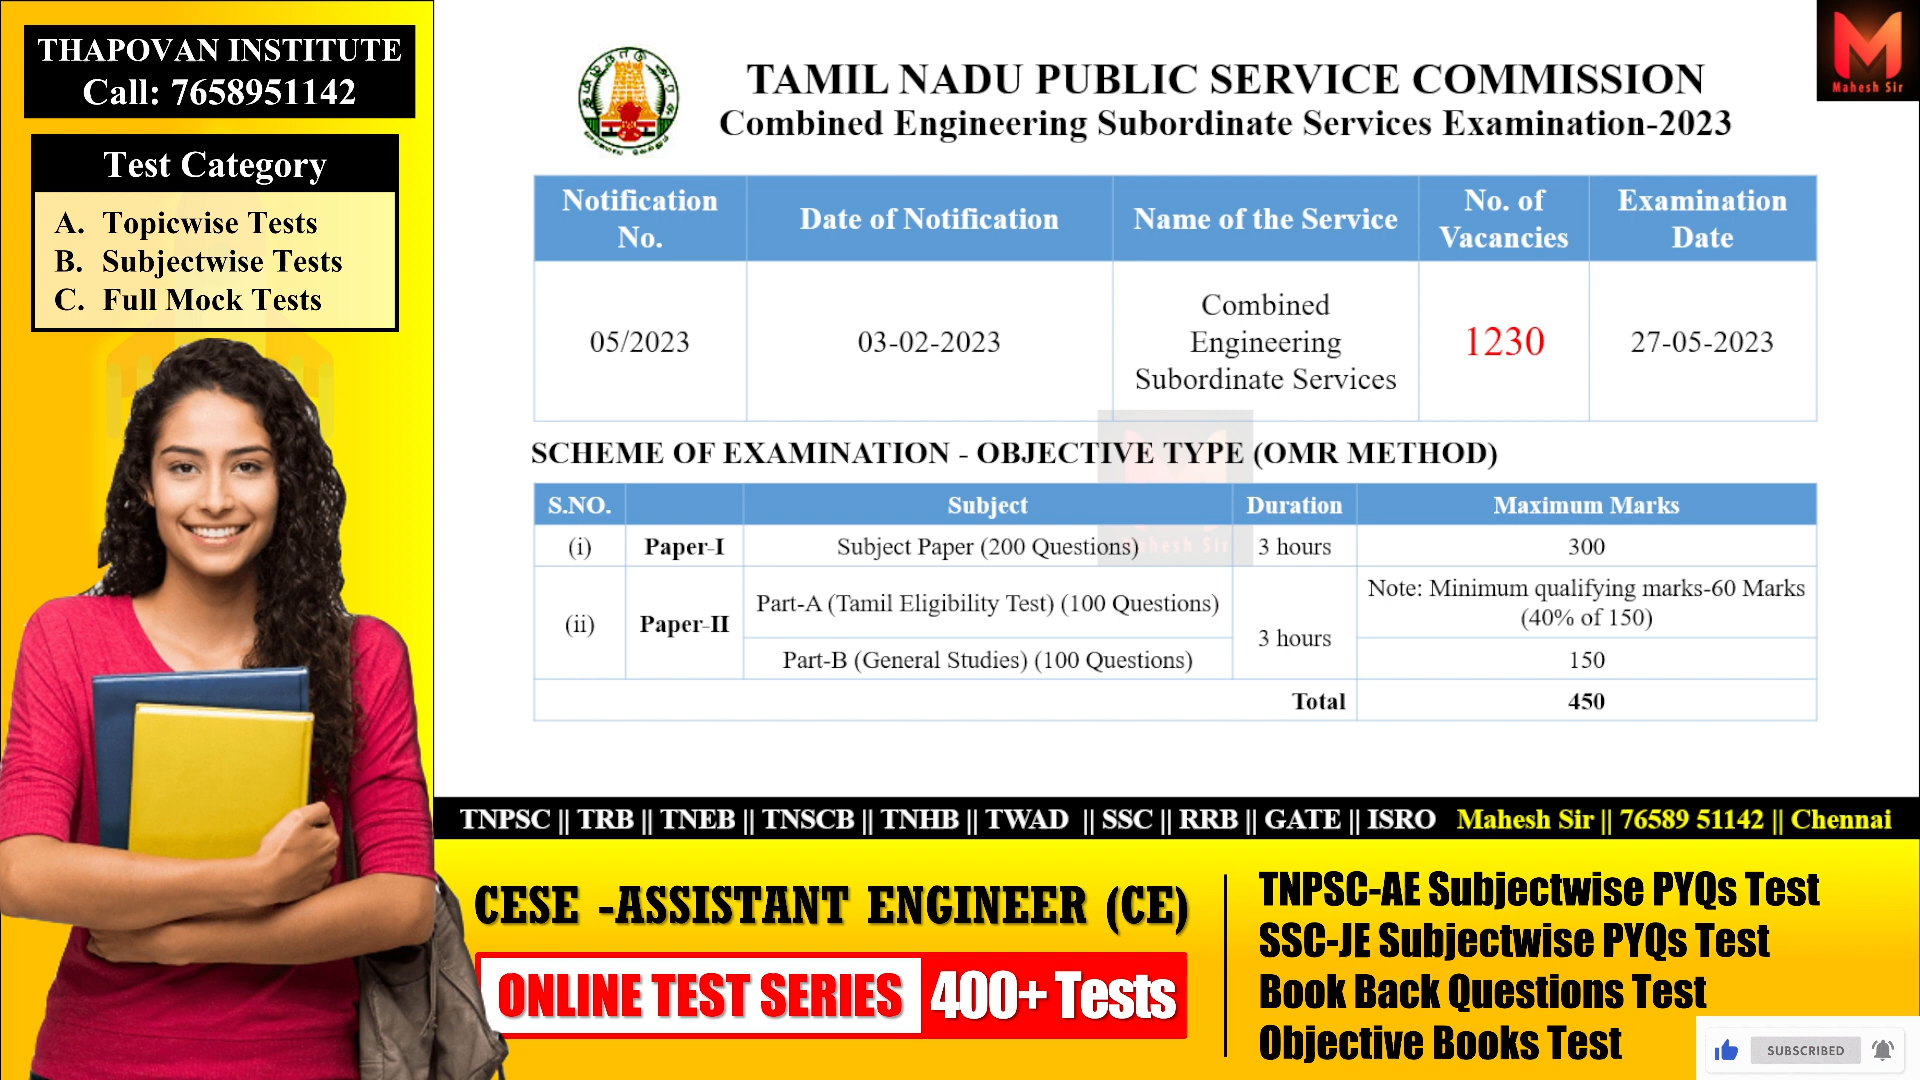 THAPOVAN INSTITUTE
Call: 7658951142
Test Category
A. Topicwise Tests
B. Subjectwise Tests
C. Full Mock Tests
TAMIL NADU PUBLIC SERVICE COMMISSION
Combined Engineering Subordinate Services Examination-2023
Mahesh Sir
Notification No. | Date of Notification | Name of the Service | No. of Vacancies | Examination Date
05/2023 | 03-02-2023 | Combined Engineering Subordinate Services | 1230 | 27-05-2023
SCHEME OF EXAMINATION - OBJECTIVE TYPE (OMR METHOD)
S.NO. | Subject | Duration | Maximum Marks
(i) Paper-I Subject Paper (200 Questions) 3 hours 300
(ii) Paper-II Part-A (Tamil Eligibility Test) (100 Questions) 3 hours Note: Minimum qualifying marks-60 Marks (40% of 150)
Part-B (General Studies) (100 Questions) 150
Total 450
Mahesh Sir
TNPSC || TRB || TNEB || TNSCB || TNHB || TWAD || SSC || RRB || GATE || ISRO Mahesh Sir || 76589 51142 || Chennai
CESE -ASSISTANT ENGINEER (CE)
ONLINE TEST SERIES 400+ Tests
TNPSC-AE Subjectwise PYQs Test
SSC-JE Subjectwise PYQs Test
Book Back Questions Test
Objective Books Test
SUBSCRIBED